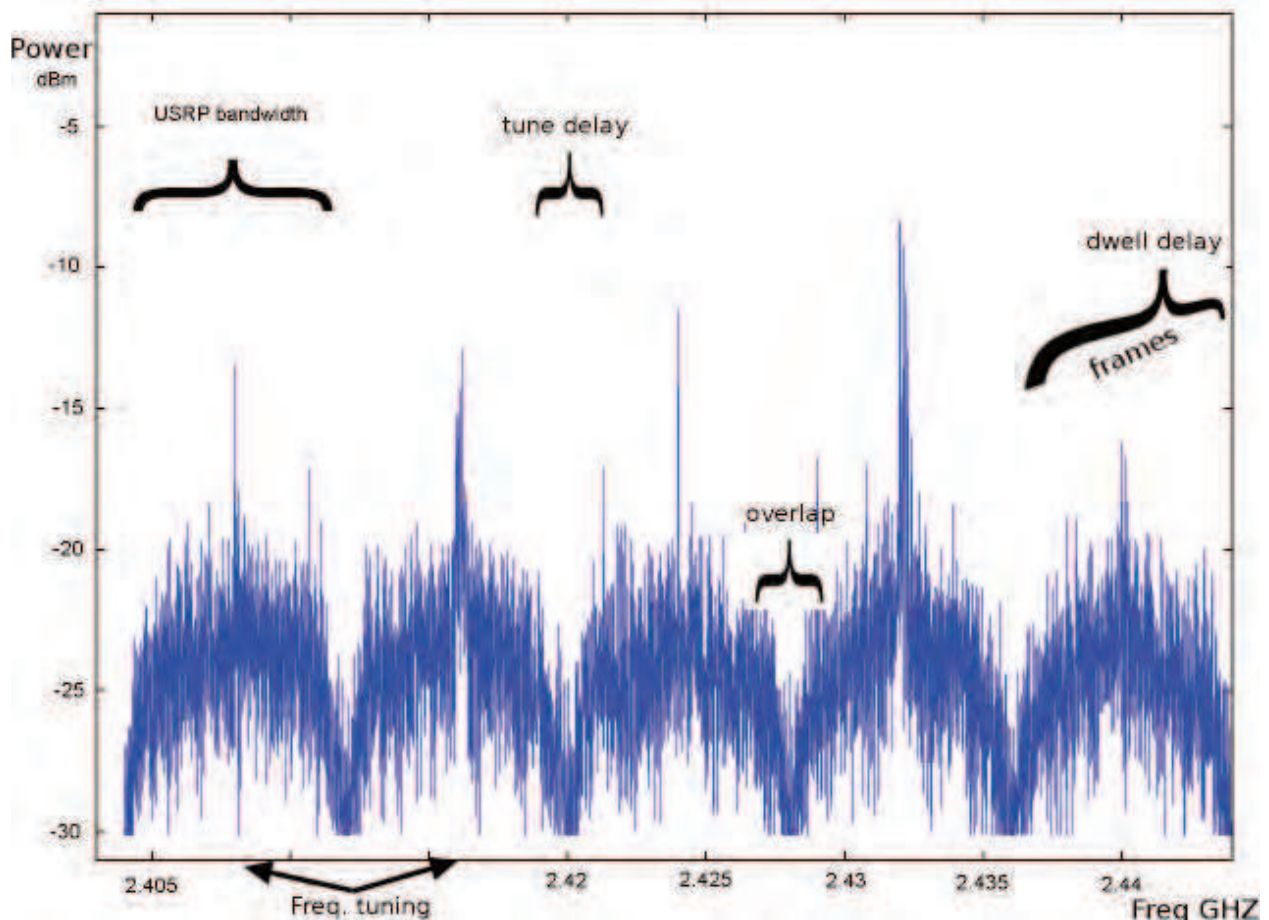 Power
dBm
USRP bandwidth
tune delay
-5
dwell delay
-10
frames
-15
overlap
-20
-25
-30
2.405
2.42
2.425
2.43
2.435
2.44
Freq. tuning
Freq GHZ